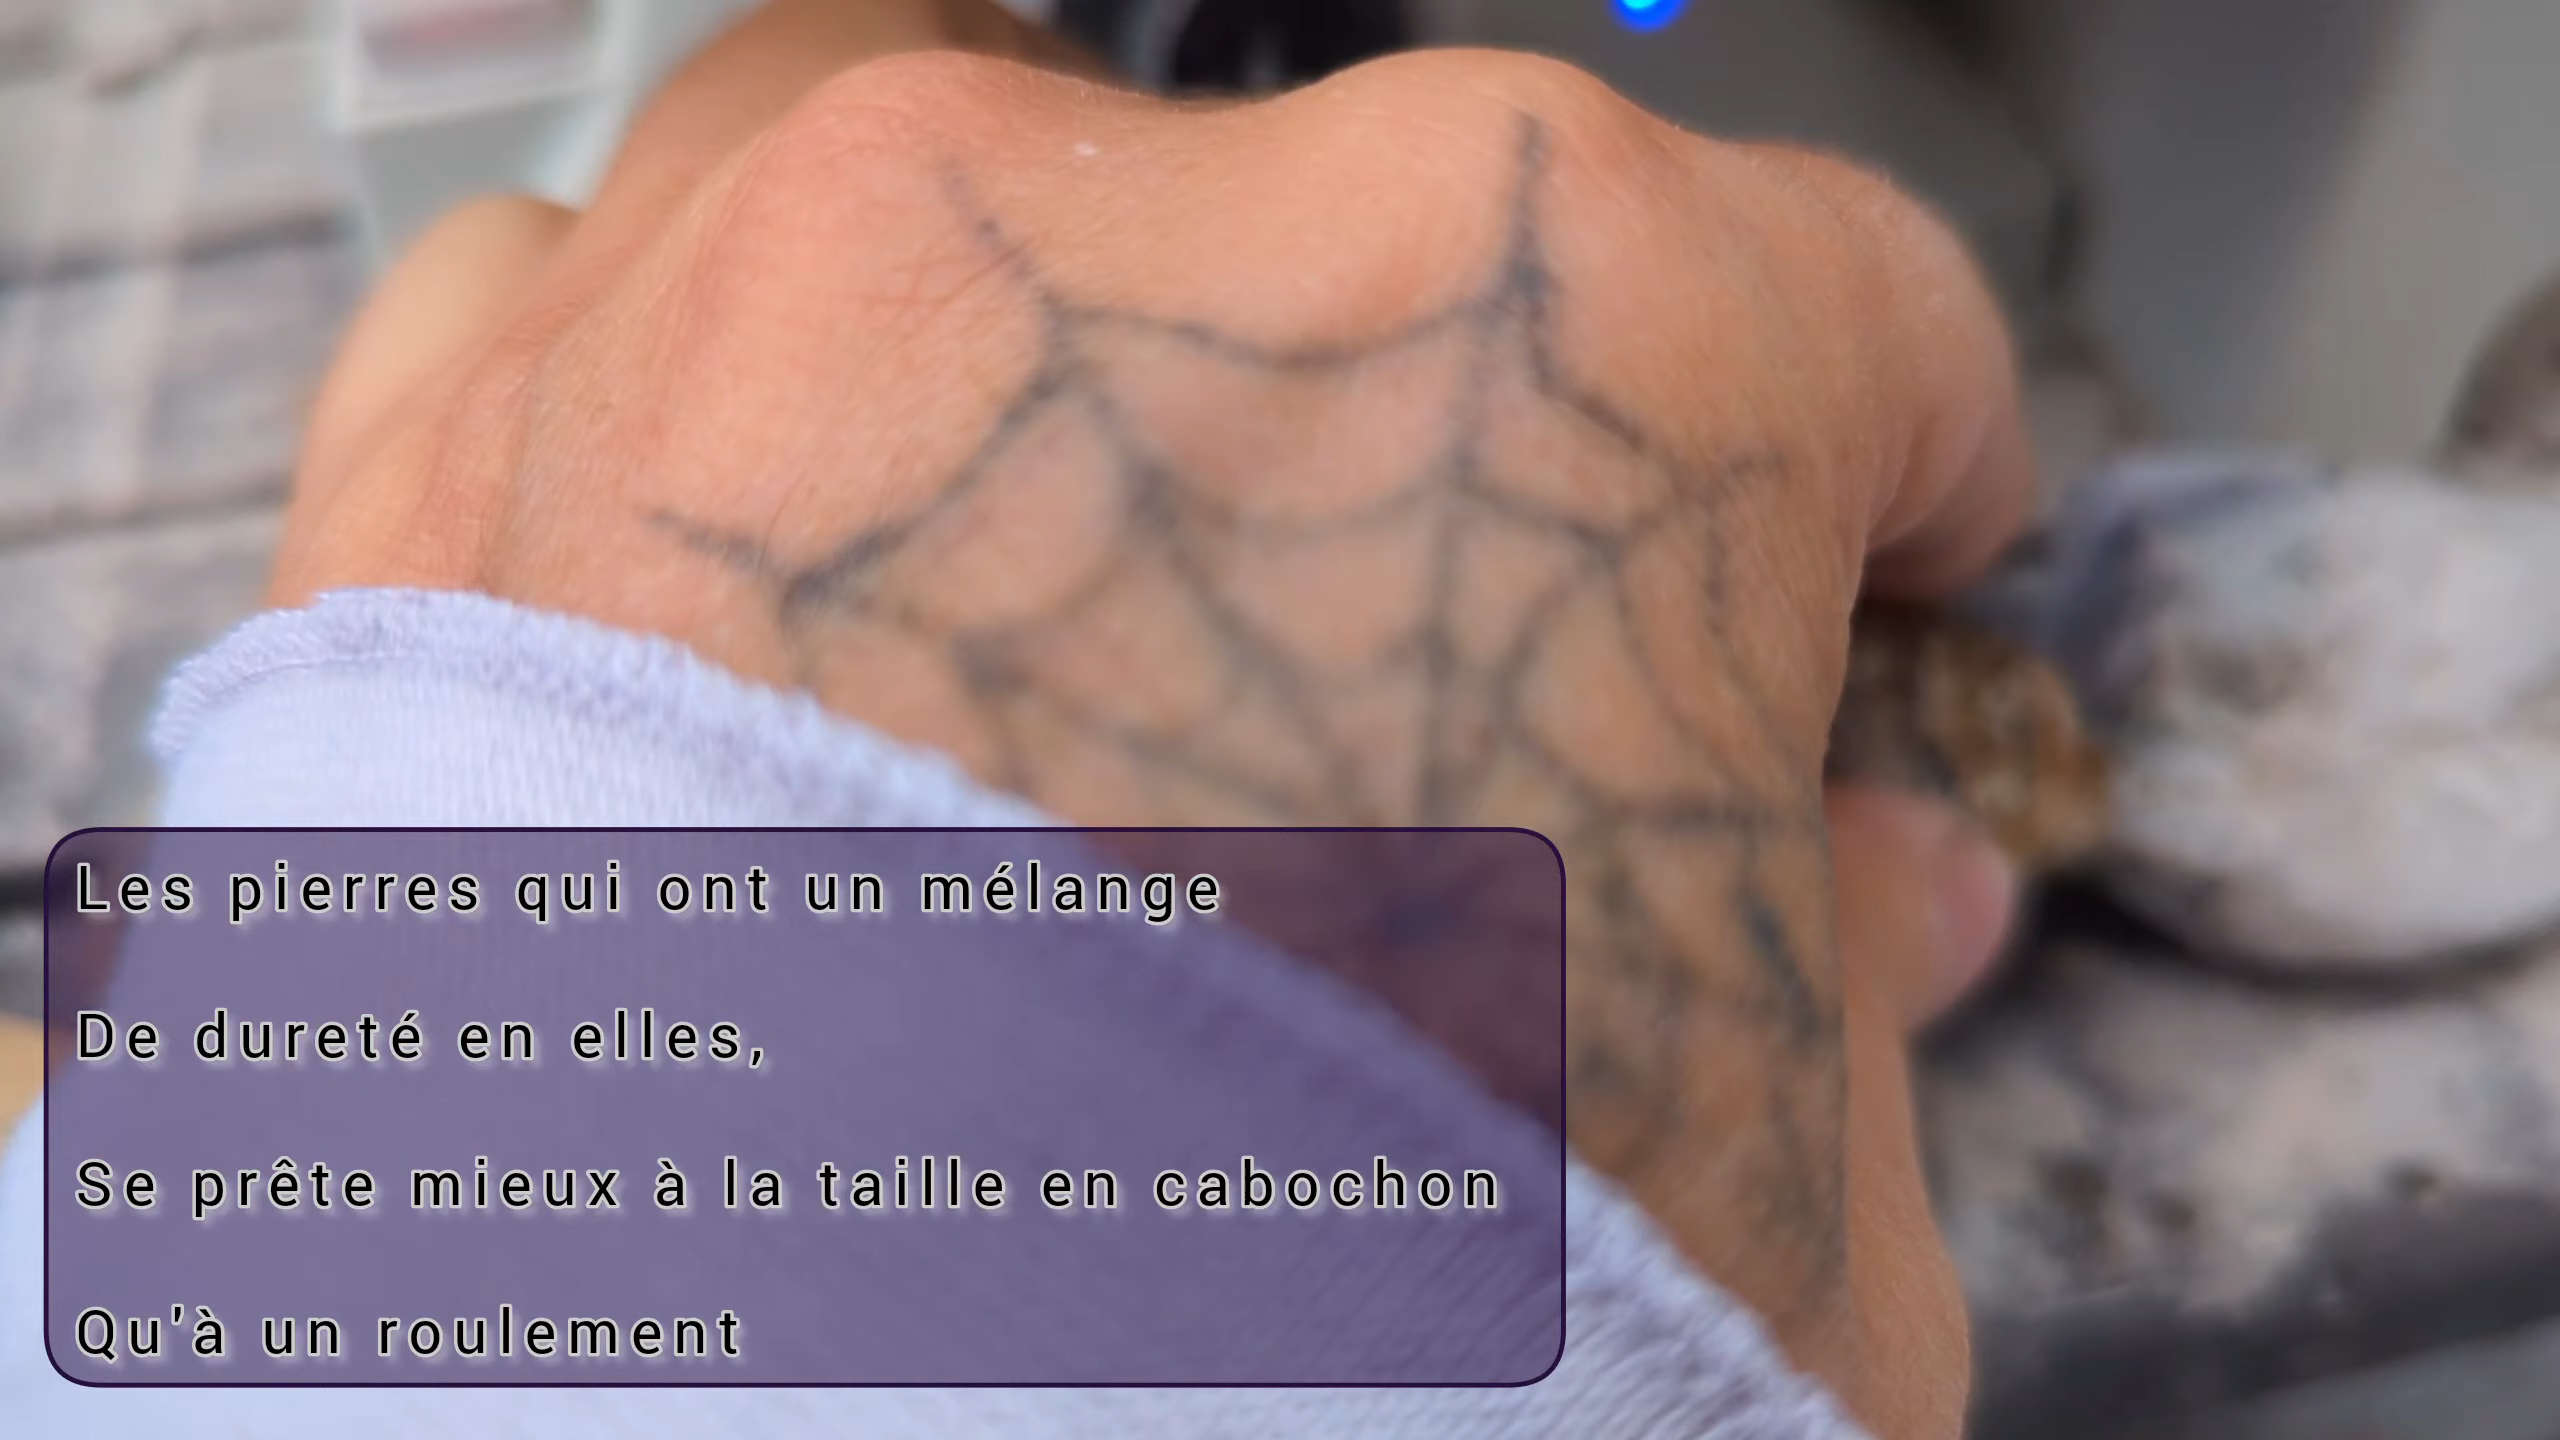 Les pierres qui ont un mélange
De dureté en elles,
Se prête mieux à la taille en cabochon
Qu'à un roulement